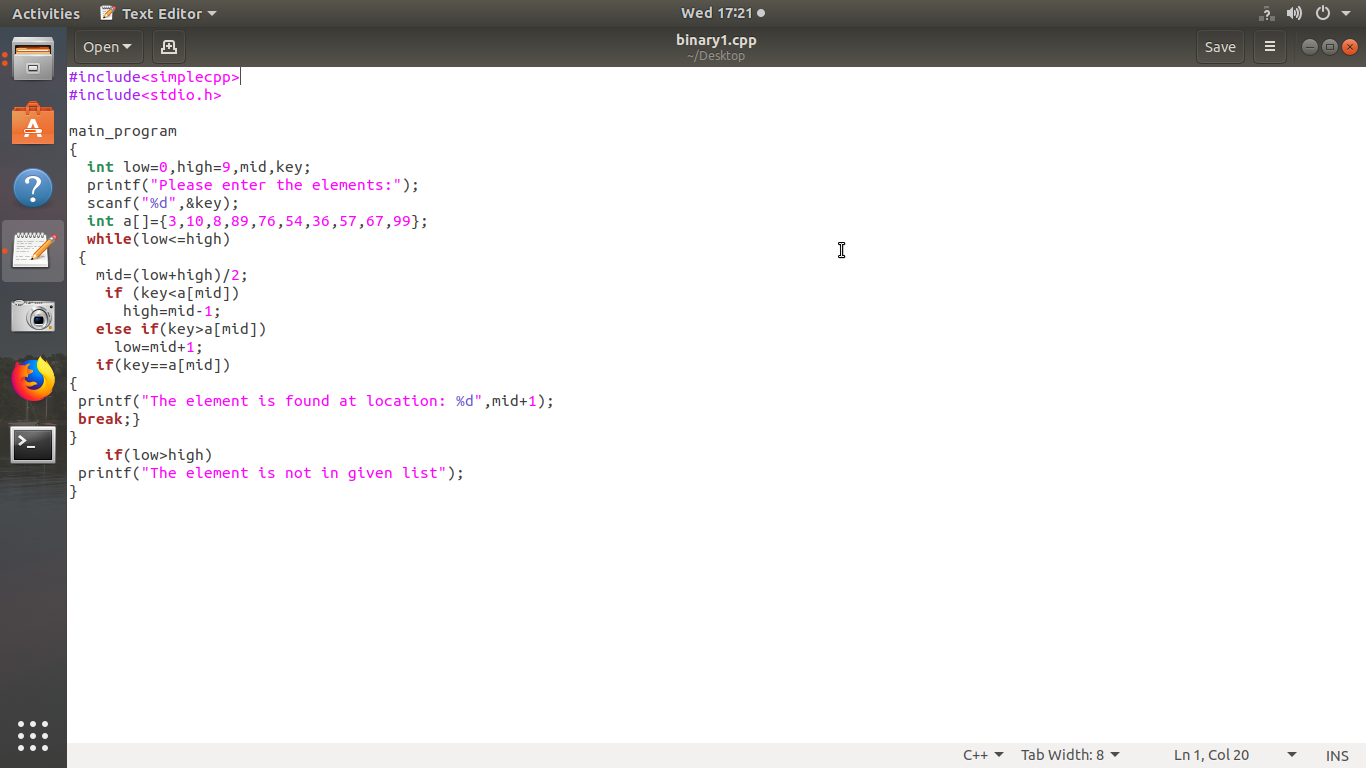 Activities Text Editor Wed 17:21
Open binary1.cpp Save
~/Desktop
#include<simplecpp>
#include<stdio.h>
main_program
{
int low=0,high=9,mid,key;
printf("Please enter the elements:");
scanf("%d",&key);
int a[]={3,10,8,89,76,54,36,57,67,99};
while(low<=high)
{
mid=(low+high)/2;
if (key<a[mid])
high=mid-1;
else if(key>a[mid])
low=mid+1;
if(key==a[mid])
{
printf("The element is found at location: %d",mid+1);
break;}
}
if(low>high)
printf("The element is not in given list");
}
C++ Tab Width: 8 Ln 1, Col 20 INS